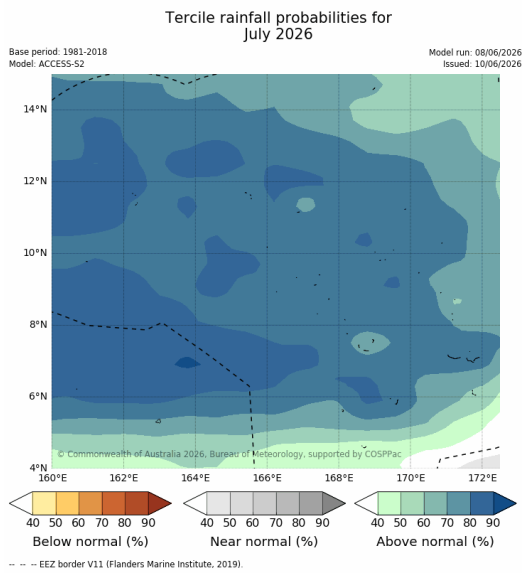 Tercile rainfall probabilities for
July 2026
Base period: 1981-2018
Model: ACCESS-S2
Model run: 08/06/2026
Issued: 10/06/2026
14°N
12°N
10°N
8°N
6°N
4°N
© Commonwealth of Australia 2026, Bureau of Meteorology, supported by COSPPac
160°E 162°E 164°E 166°E 168°E 170°E 172°E
40 50 60 70 80 90 40 50 60 70 80 90 40 50 60 70 80 90
Below normal (%) Near normal (%) Above normal (%)
-- -- -- EEZ border V11 (Flanders Marine Institute, 2019).